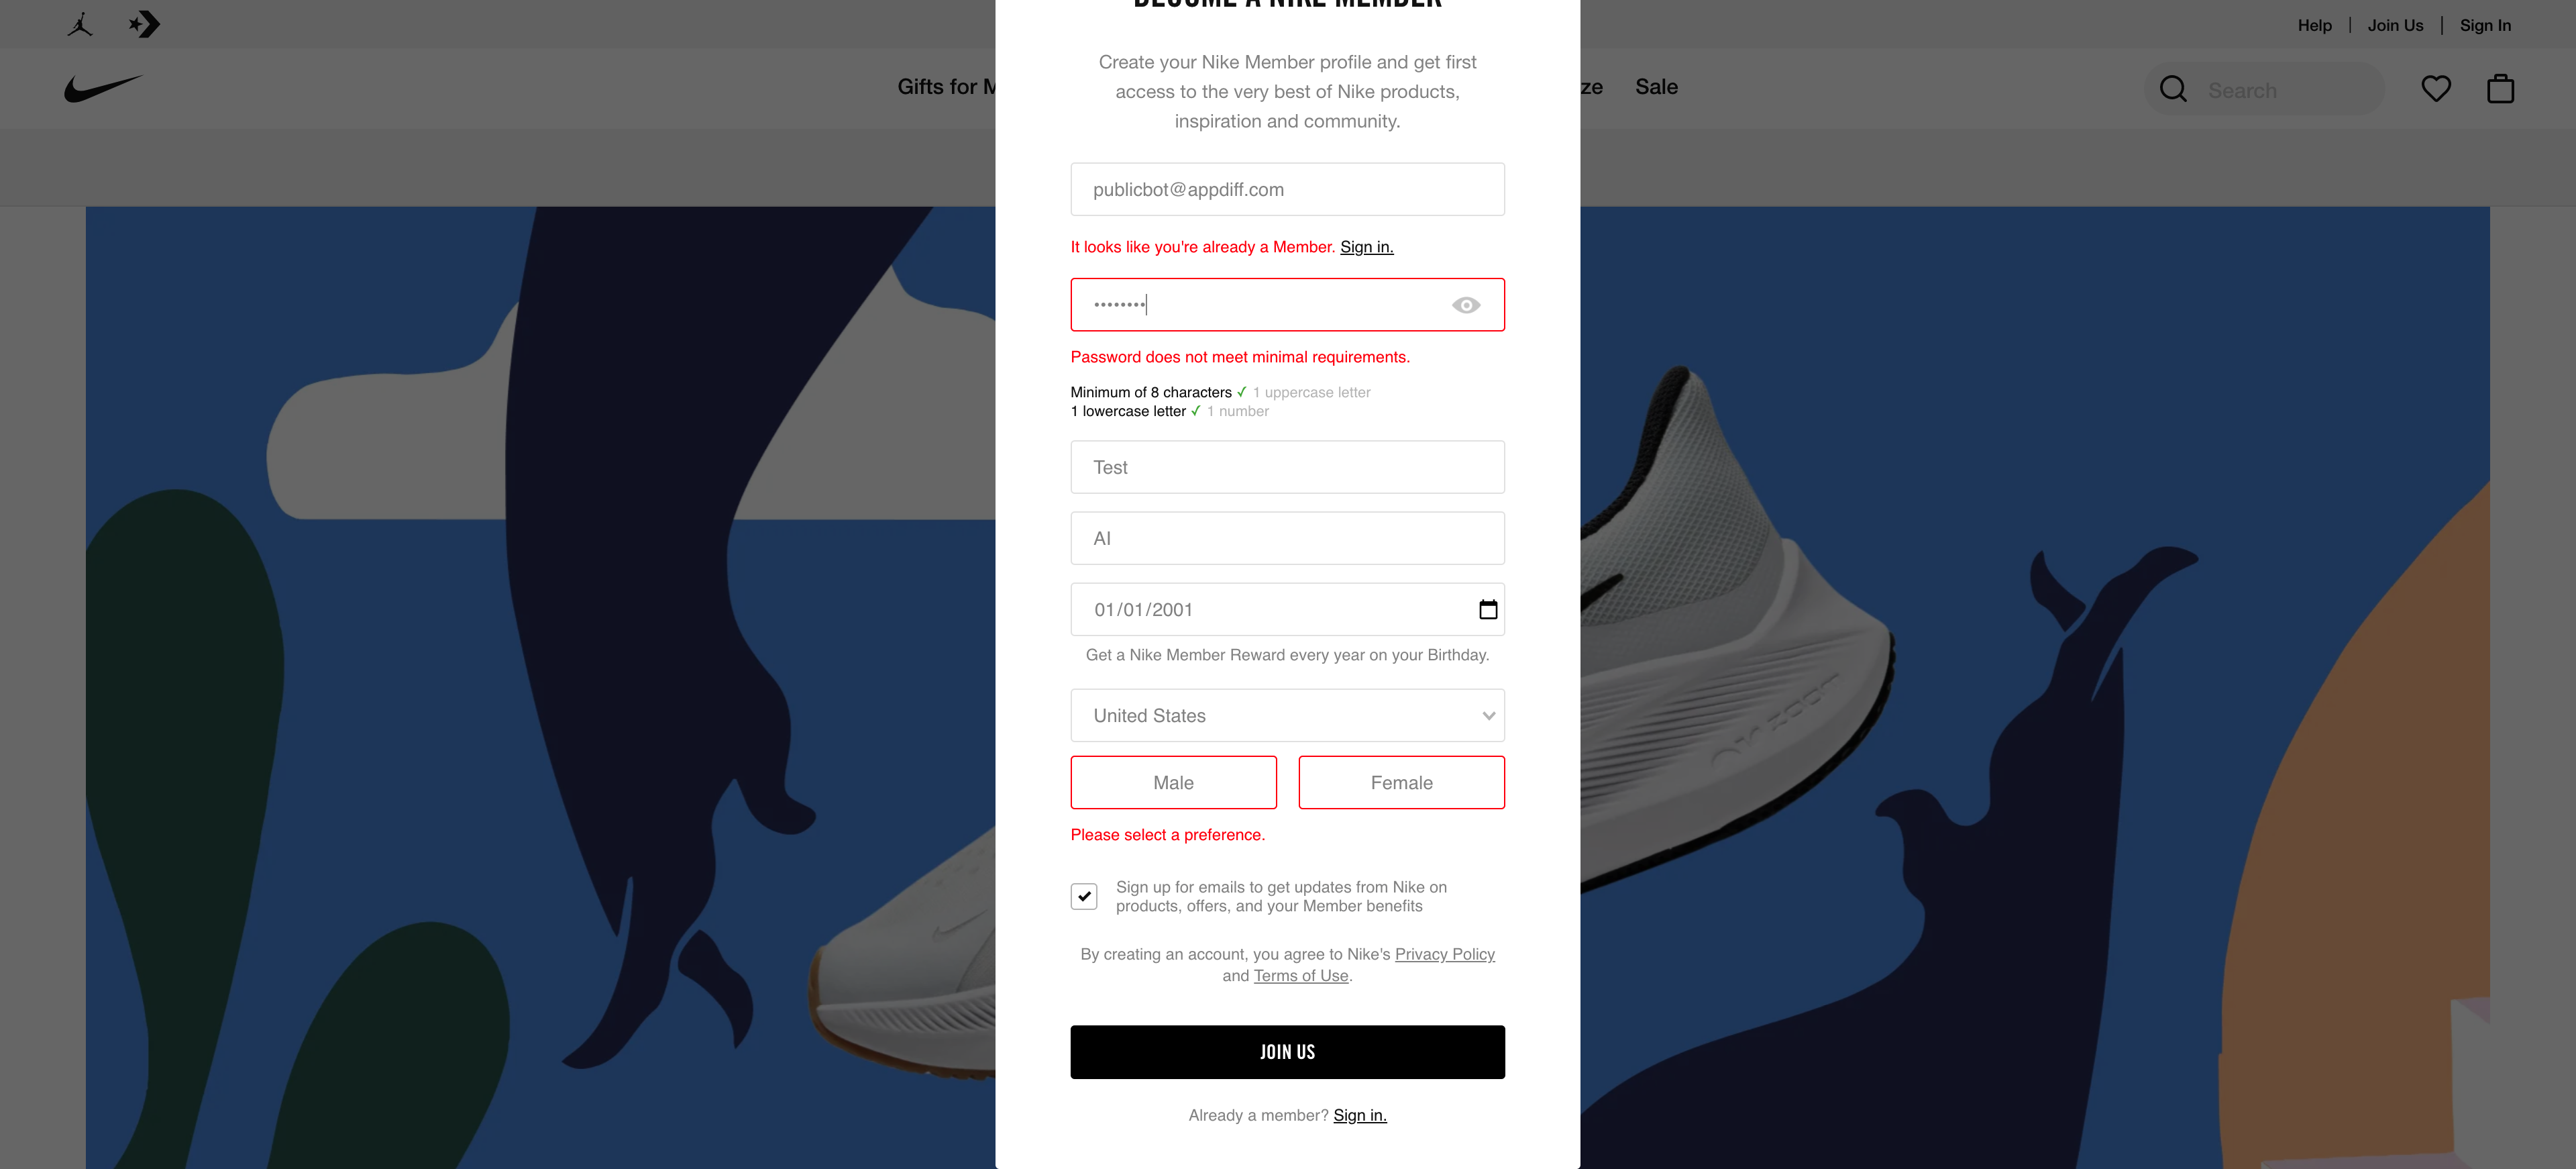 Help | Join Us | Sign In
Gifts for
ze
Sale
Search
BECOME A NIKE MEMBER
Create your Nike Member profile and get first
access to the very best of Nike products,
inspiration and community.
publicbot@appdiff.com
It looks like you're already a Member. Sign in.
••••••••
Password does not meet minimal requirements.
Minimum of 8 characters ✓ 1 uppercase letter
1 lowercase letter ✓ 1 number
Test
AI
01/01/2001
Get a Nike Member Reward every year on your Birthday.
United States
Male
Female
Please select a preference.
Sign up for emails to get updates from Nike on
products, offers, and your Member benefits
By creating an account, you agree to Nike's Privacy Policy
and Terms of Use.
JOIN US
Already a member? Sign in.